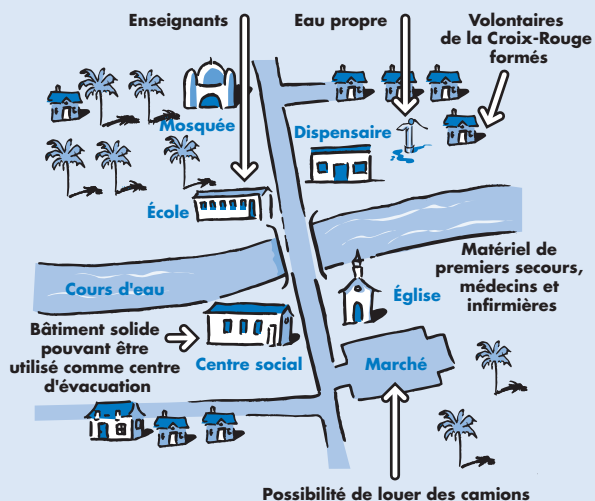 Enseignants
Eau propre
Volontaires
de la Croix-Rouge
formés
Mosquée
Dispensaire
École
Cours d'eau
Église
Matériel de
premiers secours,
médecins et
infirmières
Bâtiment solide
pouvant être
utilisé comme centre
d'évacuation
Centre social
Marché
Possibilité de louer des camions